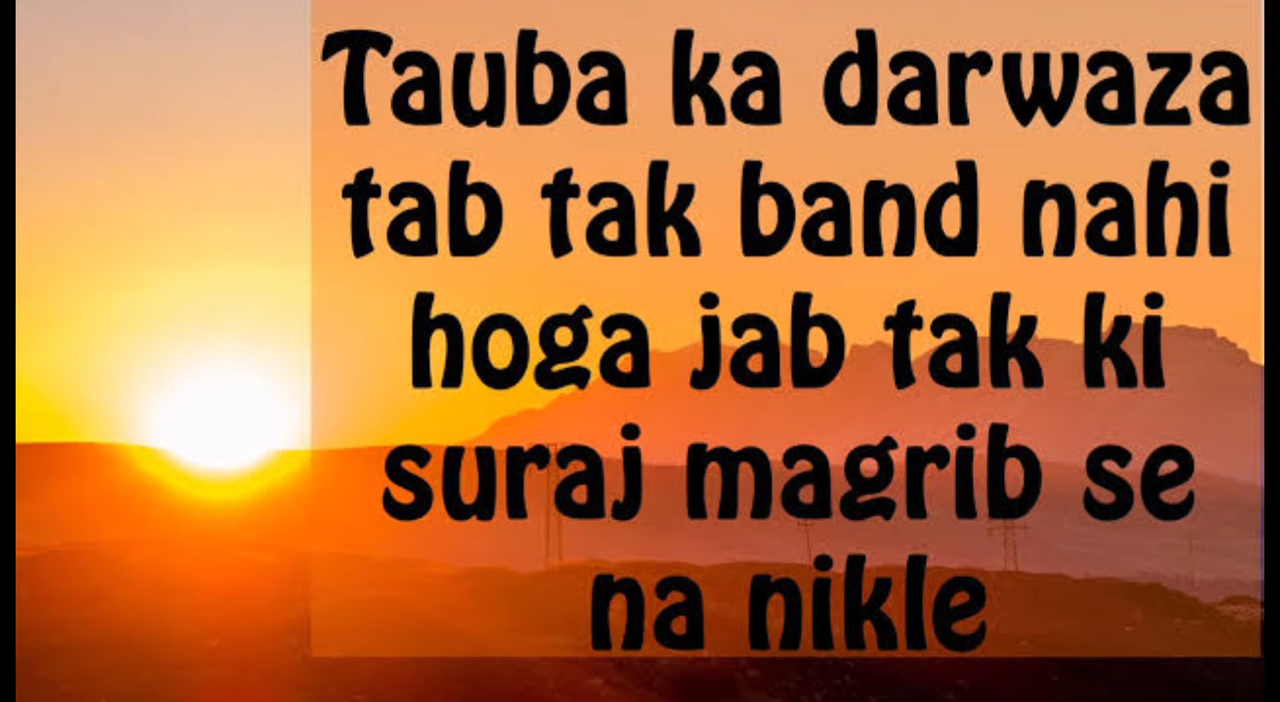 Tauba ka darwaza
tab tak band nahi
hoga jab tak ki
suraj magrib se
na nikle